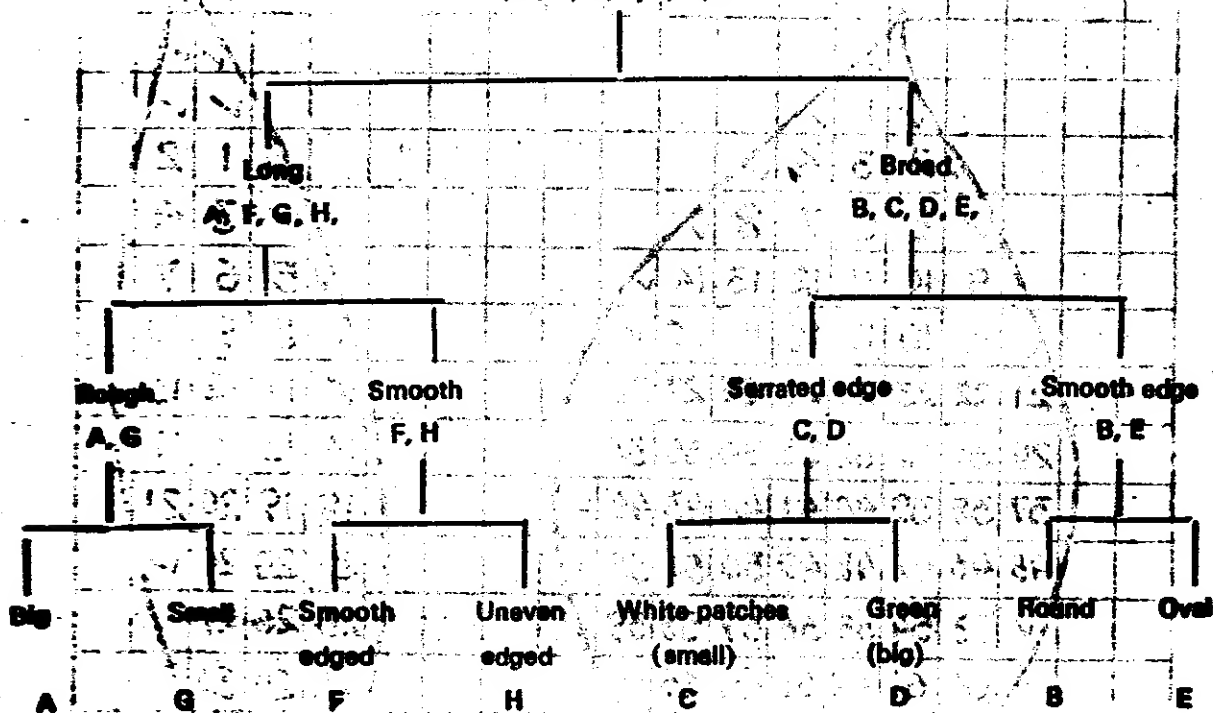 Long
Broad
A, F, G, H,
B, C, D, E,
Rough
Smooth
Serrated edge
Smooth edge
A, G
F, H
C, D
B, E
Big
Small
Smooth
edged
Uneven
edged
White patches
(small)
Green
(big)
Round
Oval
A
G
F
H
C
D
B
E